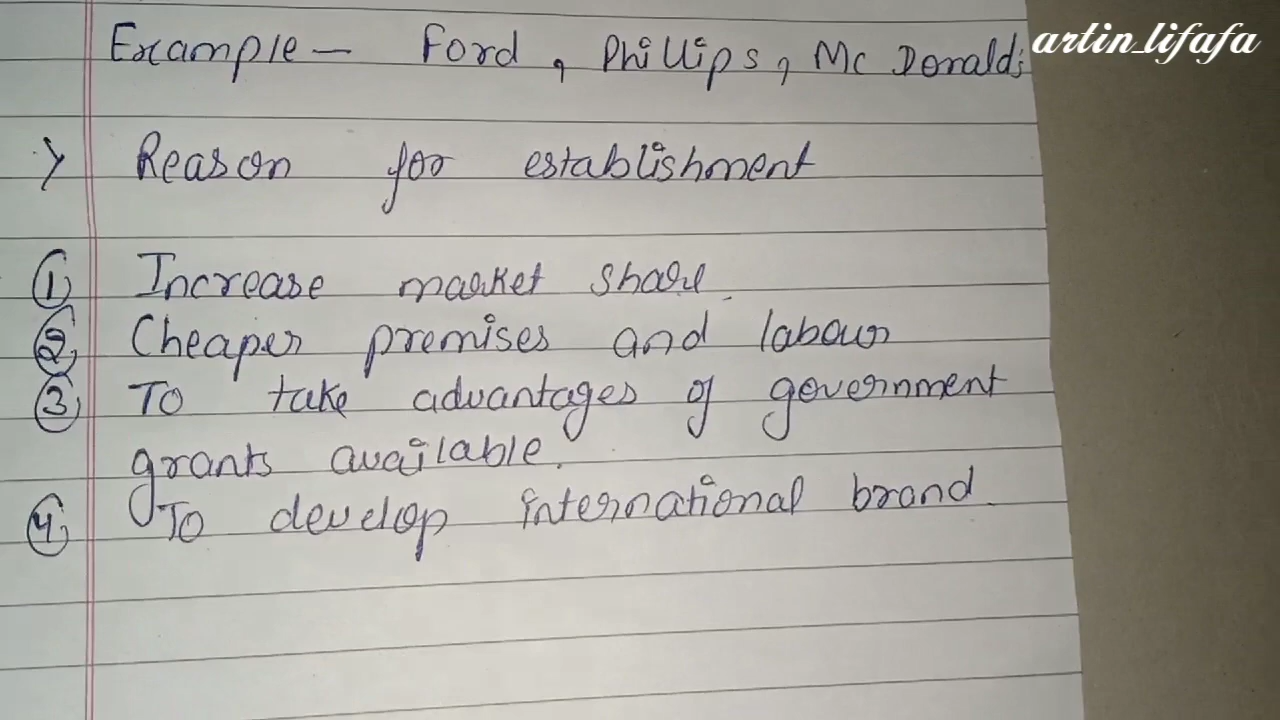 Example — Ford, Phillips, Mc Donalds
artin_lifafa
> Reason for establishment
① Increase market share.
② Cheaper premises and labour
③ To take advantages of government
grants available.
④ To develop international brand